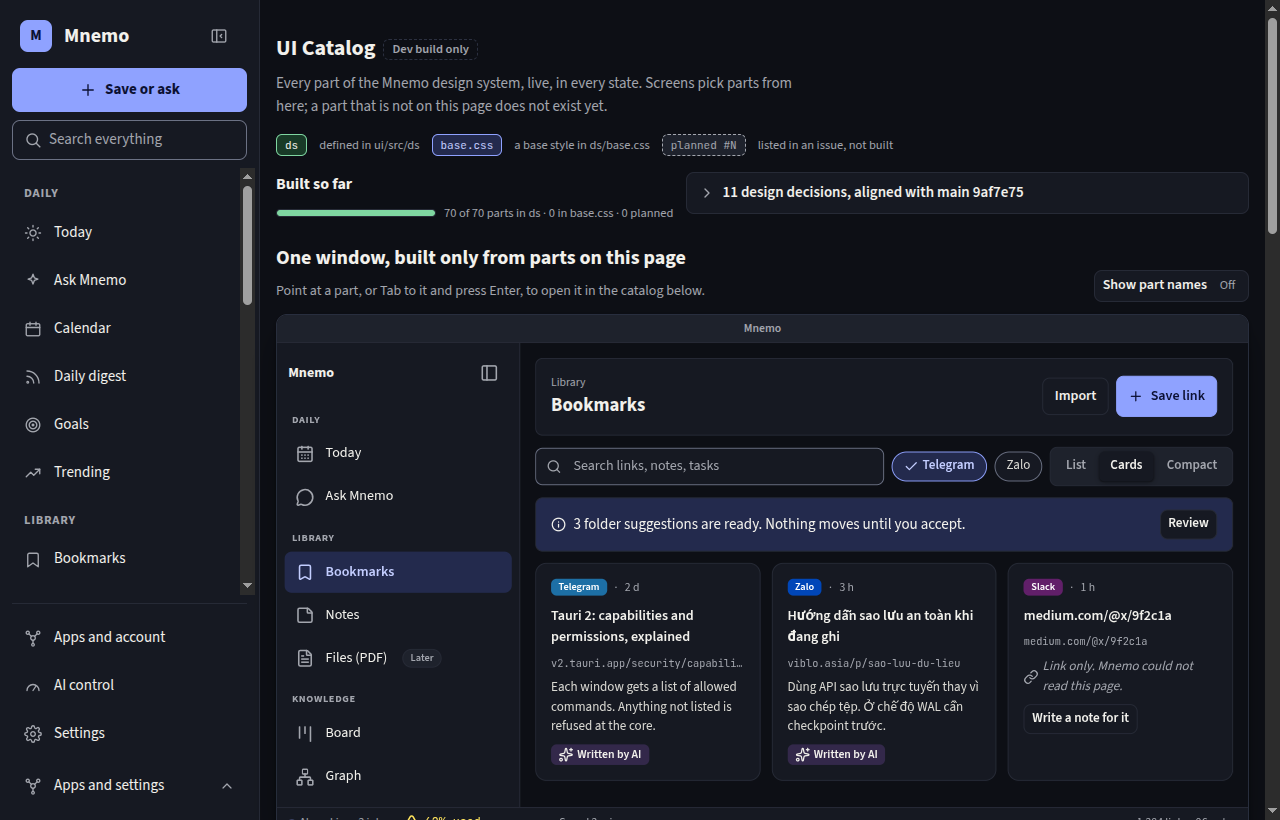 M Mnemo
Save or ask
Search everything
DAILY
Today
Ask Mnemo
Calendar
Daily digest
Goals
Trending
LIBRARY
Bookmarks
Apps and account
AI control
Settings
Apps and settings
UI Catalog Dev build only
Every part of the Mnemo design system, live, in every state. Screens pick parts from
here; a part that is not on this page does not exist yet.
ds defined in ui/src/ds base.css a base style in ds/base.css planned #N listed in an issue, not built
Built so far
70 of 70 parts in ds · 0 in base.css · 0 planned
11 design decisions, aligned with main 9af7e75
One window, built only from parts on this page
Point at a part, or Tab to it and press Enter, to open it in the catalog below.
Show part names Off
Mnemo
Mnemo
DAILY
Today
Ask Mnemo
LIBRARY
Bookmarks
Notes
Files (PDF) Later
KNOWLEDGE
Board
Graph
Library
Bookmarks
Import
Save link
Search links, notes, tasks
Telegram
Zalo
List Cards Compact
3 folder suggestions are ready. Nothing moves until you accept.
Review
Telegram · 2 d
Tauri 2: capabilities and
permissions, explained
v2.tauri.app/security/capabili…
Each window gets a list of allowed
commands. Anything not listed is
refused at the core.
Written by AI
Zalo · 3 h
Hướng dẫn sao lưu an toàn khi
đang ghi
viblo.asia/p/sao-luu-du-lieu
Dùng API sao lưu trực tuyến thay vì
sao chép tệp. Ở chế độ WAL cần
checkpoint trước.
Written by AI
Slack · 1 h
medium.com/@x/9f2c1a
medium.com/@x/9f2c1a
Link only. Mnemo could not
read this page.
Write a note for it